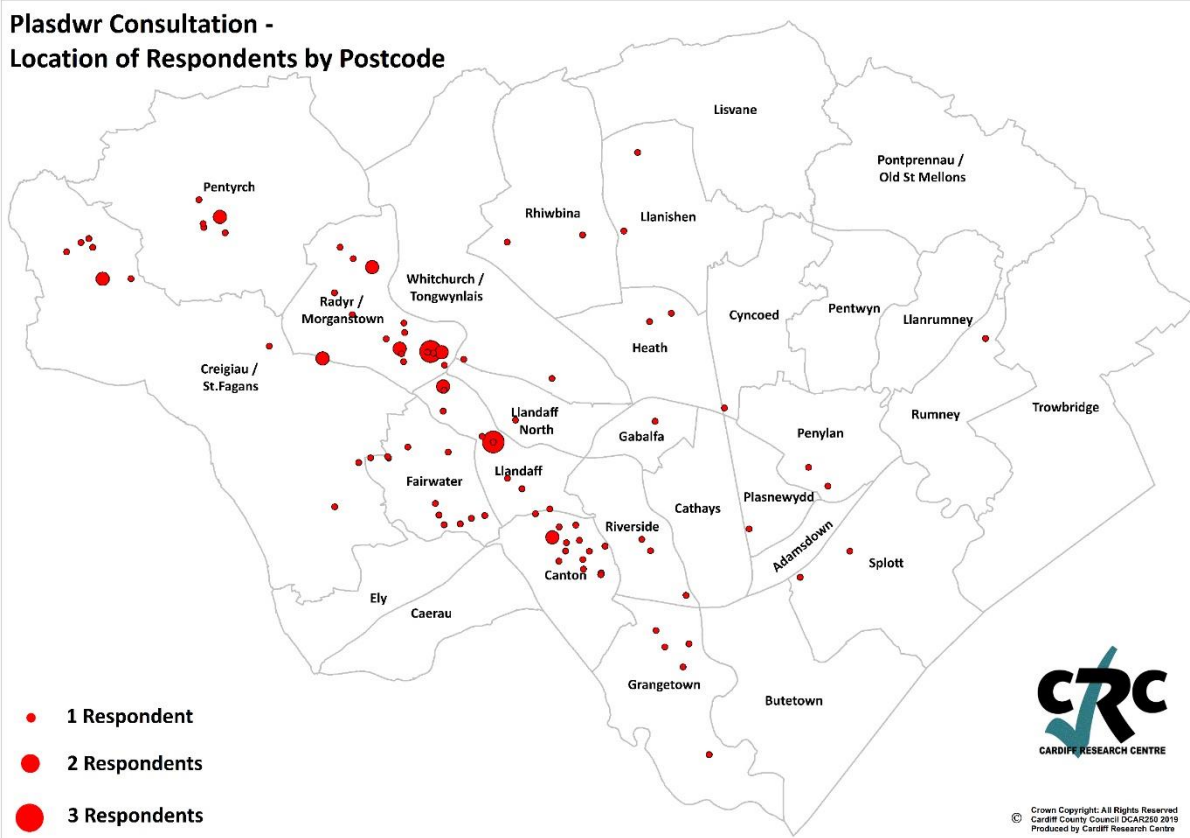 Plasdwr Consultation -
Location of Respondents by Postcode
Lisvane
Pontprennau /
Old St Mellons
Pentyrch
Rhiwbina
Llanishen
Whitchurch /
Tongwynlais
Radyr /
Morganstown
Cyncoed
Pentwyn
Llanrumney
Heath
Creigiau /
St.Fagans
Llandaff
North
Rumney
Trowbridge
Gabalfa
Penylan
Llandaff
Fairwater
Plasnewydd
Cathays
Riverside
Adamsdown
Splott
Canton
Ely
Caerau
Grangetown
Butetown
1 Respondent
2 Respondents
3 Respondents
CRC
CARDIFF RESEARCH CENTRE
© Crown Copyright: All Rights Reserved
Cardiff County Council DCAR250 2019
Produced by Cardiff Research Centre